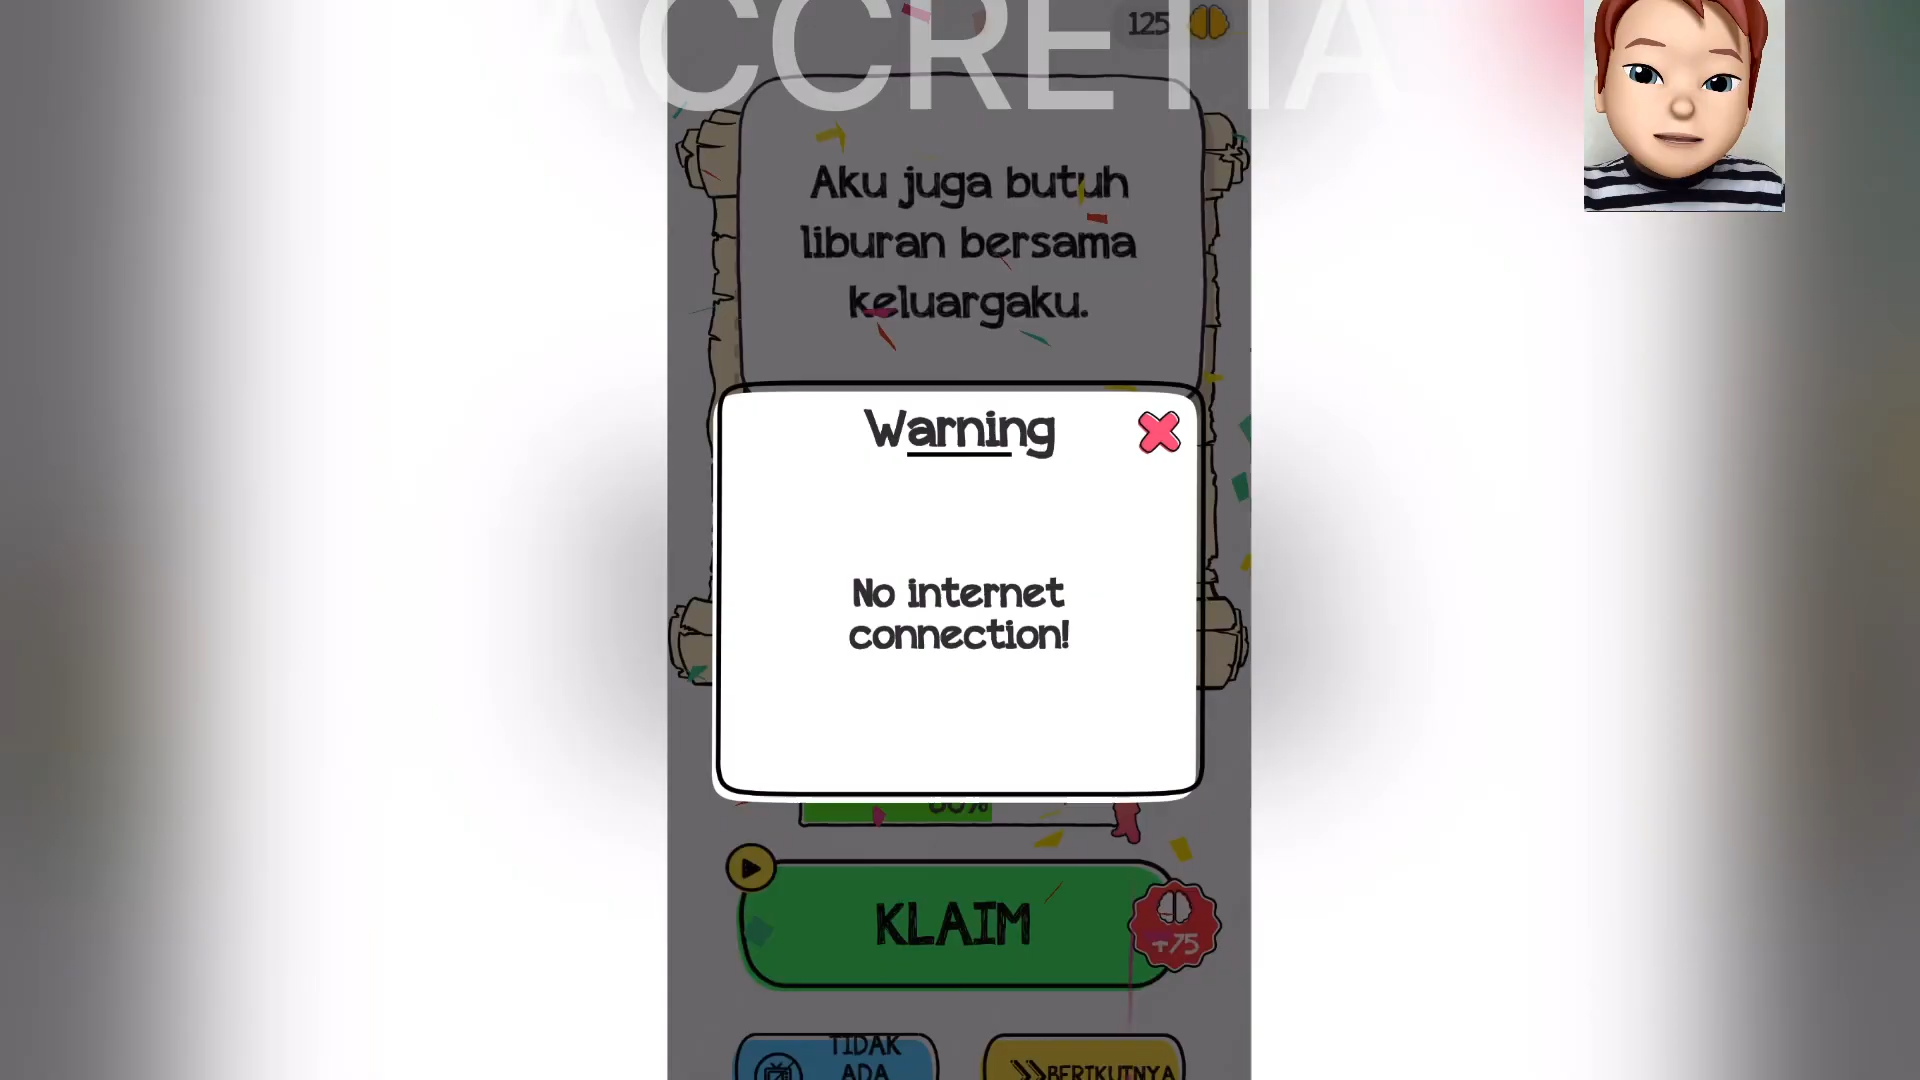 ACCRETIA
125
Aku juga butuh
liburan bersama
keluargaku.
Warning
No internet
connection!
KLAIM
+75
TIDAK
ADA
BERIKUTNYA